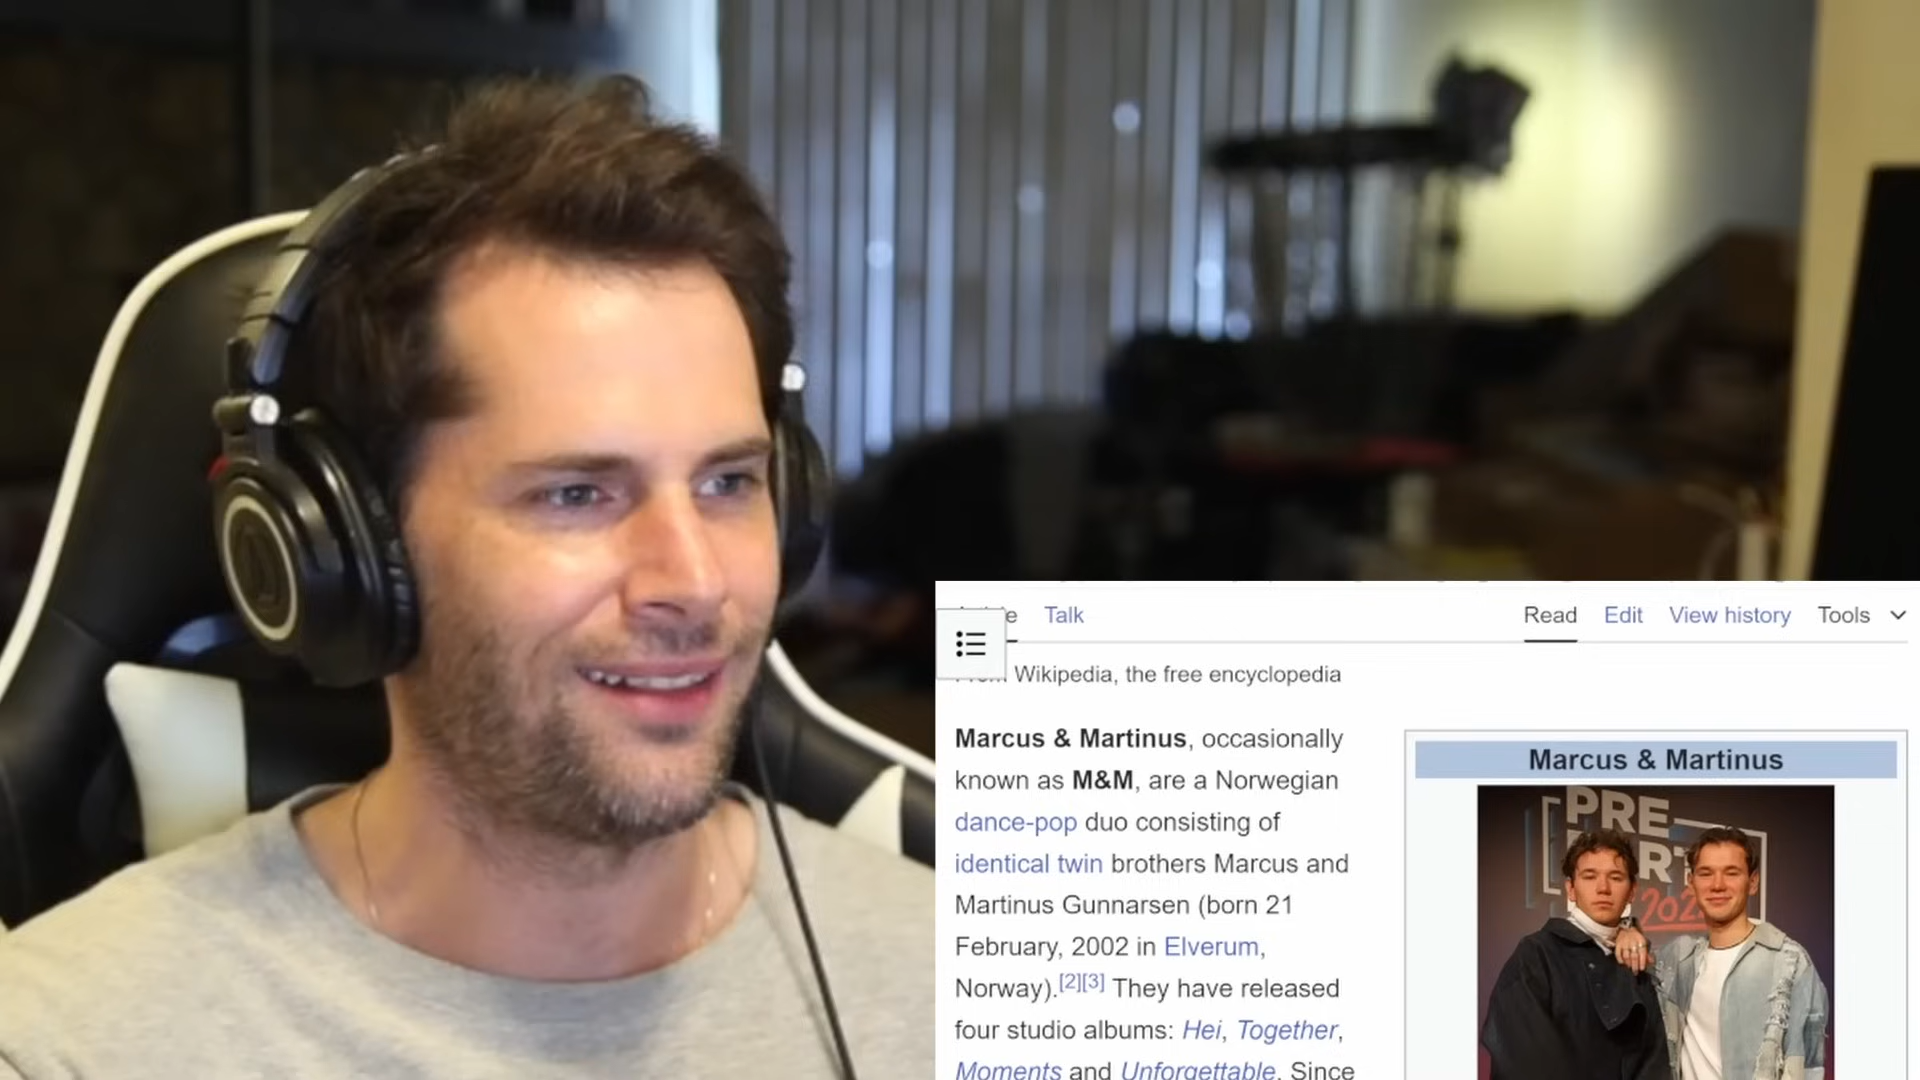 Talk
Read Edit View history Tools
Wikipedia, the free encyclopedia
Marcus & Martinus, occasionally
known as M&M, are a Norwegian
dance-pop duo consisting of
identical twin brothers Marcus and
Martinus Gunnarsen (born 21
February, 2002 in Elverum,
Norway).[2][3] They have released
four studio albums: Hei, Together,
Moments and Unforgettable. Since
Marcus & Martinus
PRE